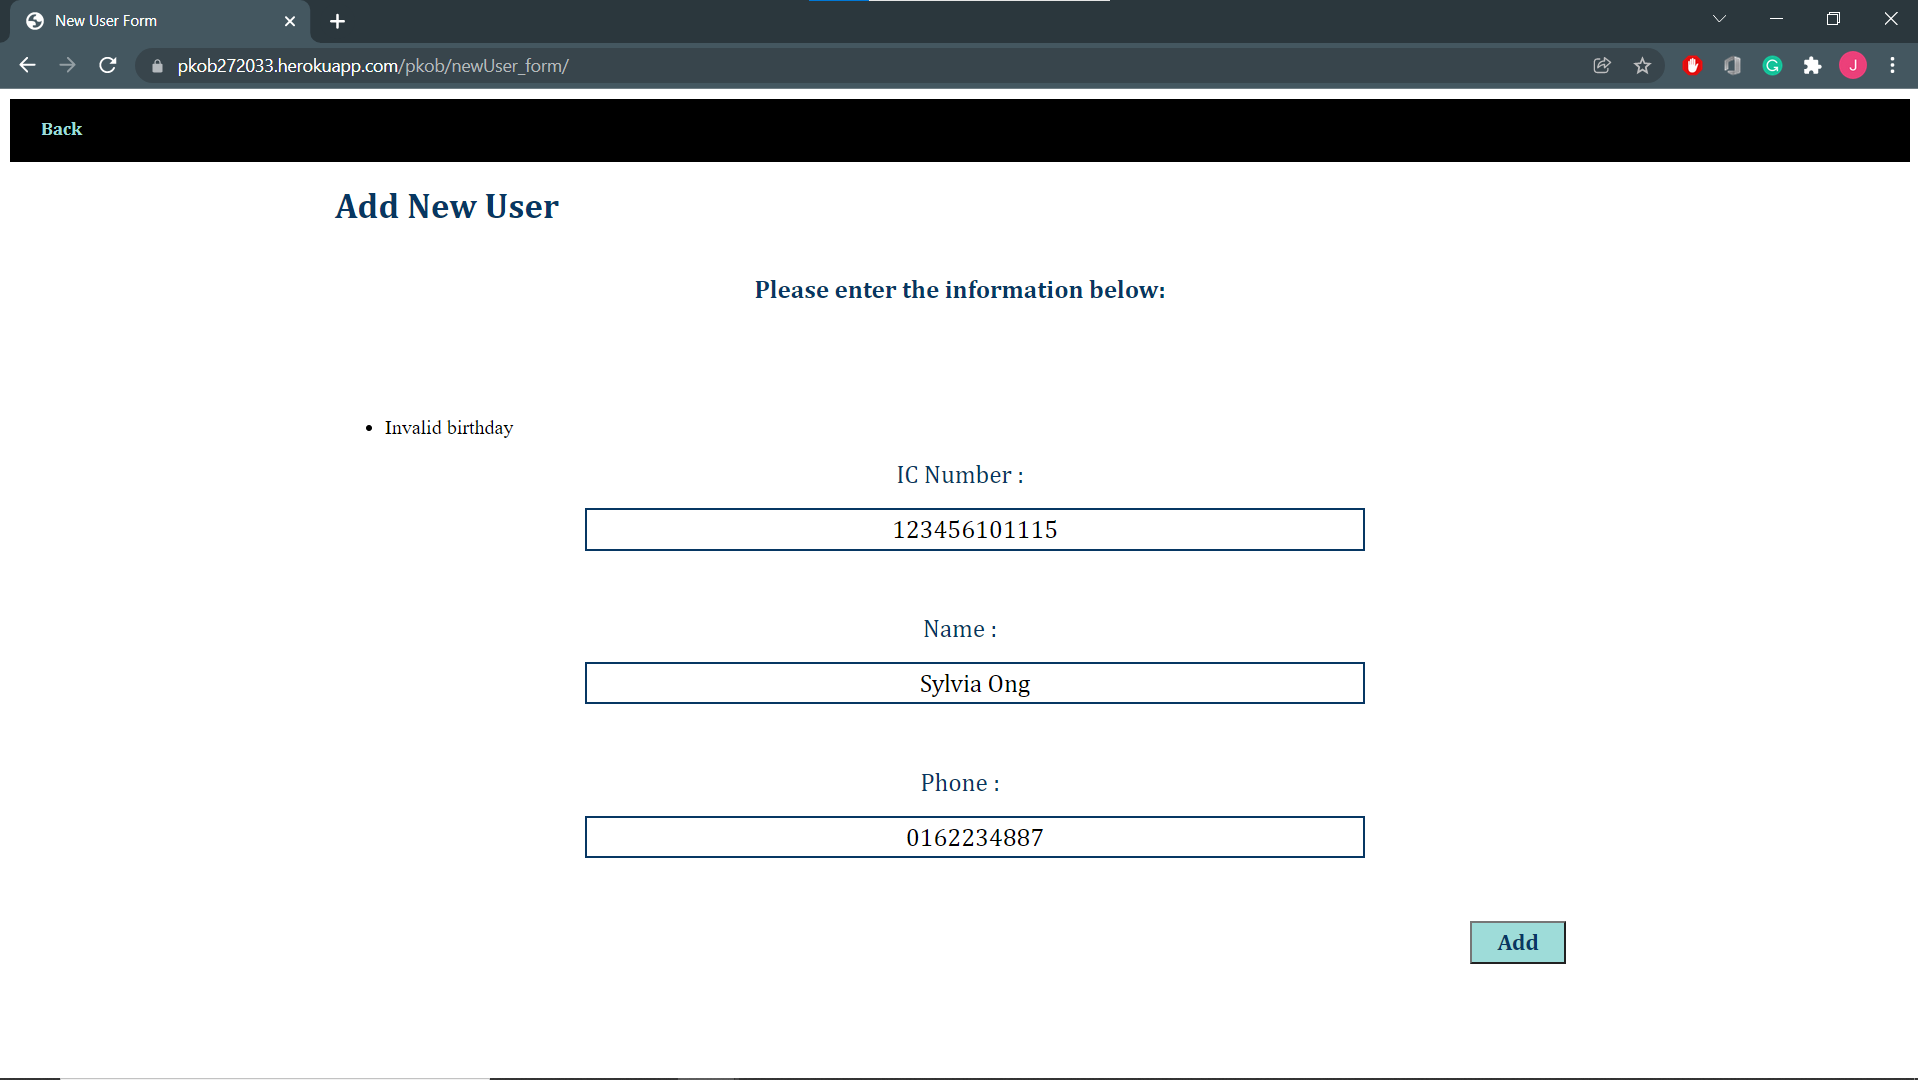 New User Form
pkob272033.herokuapp.com/pkob/newUser_form/
J
Back
Add New User
Please enter the information below:
Invalid birthday
IC Number :
123456101115
Name :
Sylvia Ong
Phone :
0162234887
Add